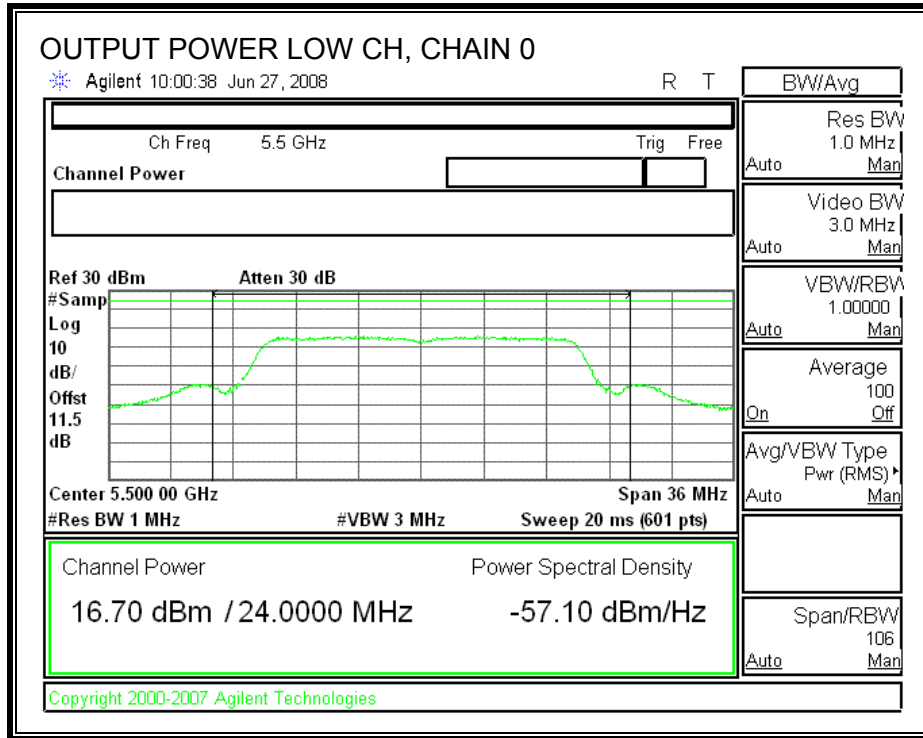 OUTPUT POWER LOW CH, CHAIN 0
Agilent 10:00:38 Jun 27, 2008 R T
Ch Freq 5.5 GHz Trig Free
Channel Power
Ref 30 dBm Atten 30 dB
#Samp
Log
10
dB/
Offst
11.5
dB
Center 5.500 00 GHz Span 36 MHz
#Res BW 1 MHz #VBW 3 MHz Sweep 20 ms (601 pts)
Channel Power Power Spectral Density
16.70 dBm / 24.0000 MHz -57.10 dBm/Hz
Copyright 2000-2007 Agilent Technologies
BW/Avg
Res BW
1.0 MHz
Auto Man
Video BW
3.0 MHz
Auto Man
VBW/RBW
1.00000
Auto Man
Average
100
On Off
Avg/VBW Type
Pwr (RMS)
Auto Man
Span/RBW
106
Auto Man